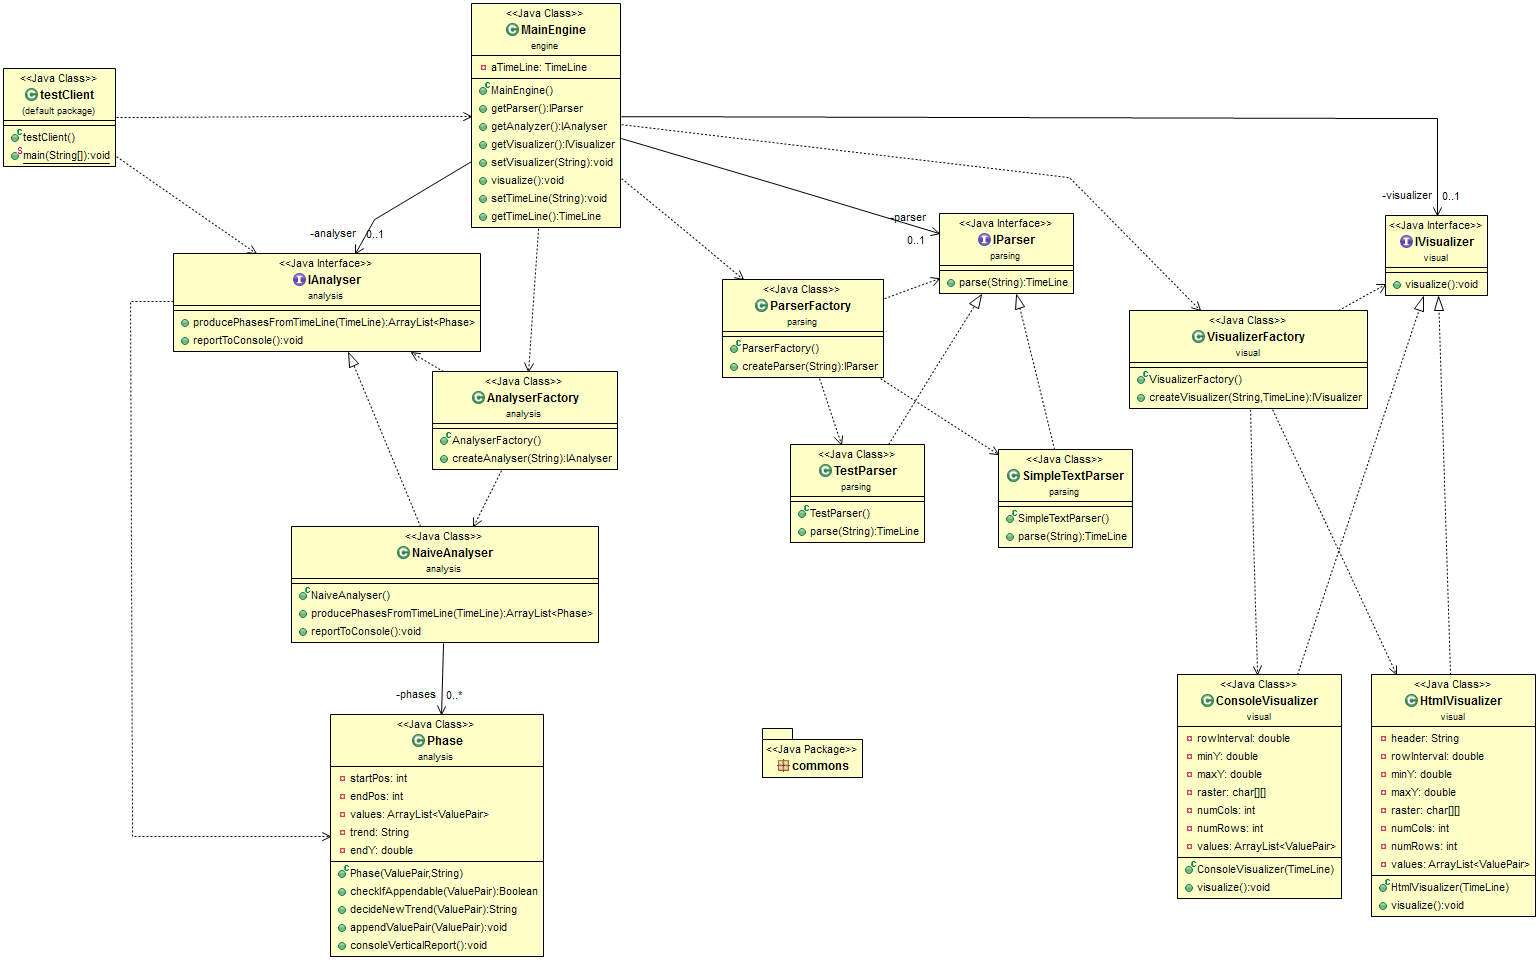 <<Java Class>>
MainEngine
engine
aTimeLine: TimeLine
MainEngine()
getParser():IParser
getAnalyzer():IAnalyser
getVisualizer():IVisualizer
setVisualizer(String):void
visualize():void
setTimeLine(String):void
getTimeLine():TimeLine
<<Java Class>>
testClient
(default package)
testClient()
main(String[]):void
-analyser
0..1
-parser
0..1
-visualizer
0..1
<<Java Interface>>
IAnalyser
analysis
producePhasesFromTimeLine(TimeLine):ArrayList<Phase>
reportToConsole():void
<<Java Interface>>
IParser
parsing
parse(String):TimeLine
<<Java Interface>>
IVisualizer
visual
visualize():void
<<Java Class>>
ParserFactory
parsing
ParserFactory()
createParser(String):IParser
<<Java Class>>
VisualizerFactory
visual
VisualizerFactory()
createVisualizer(String,TimeLine):IVisualizer
<<Java Class>>
AnalyserFactory
analysis
AnalyserFactory()
createAnalyser(String):IAnalyser
<<Java Class>>
TestParser
parsing
TestParser()
parse(String):TimeLine
<<Java Class>>
SimpleTextParser
parsing
SimpleTextParser()
parse(String):TimeLine
<<Java Class>>
NaiveAnalyser
analysis
NaiveAnalyser()
producePhasesFromTimeLine(TimeLine):ArrayList<Phase>
reportToConsole():void
-phases
0..*
<<Java Class>>
Phase
analysis
startPos: int
endPos: int
values: ArrayList<ValuePair>
trend: String
endY: double
Phase(ValuePair,String)
checkIfAppendable(ValuePair):Boolean
decideNewTrend(ValuePair):String
appendValuePair(ValuePair):void
consoleVerticalReport():void
<<Java Package>>
commons
<<Java Class>>
ConsoleVisualizer
visual
rowInterval: double
minY: double
maxY: double
raster: char[][]
numCols: int
numRows: int
values: ArrayList<ValuePair>
ConsoleVisualizer(TimeLine)
visualize():void
<<Java Class>>
HtmlVisualizer
visual
header: String
rowInterval: double
minY: double
maxY: double
raster: char[][]
numCols: int
numRows: int
values: ArrayList<ValuePair>
HtmlVisualizer(TimeLine)
visualize():void